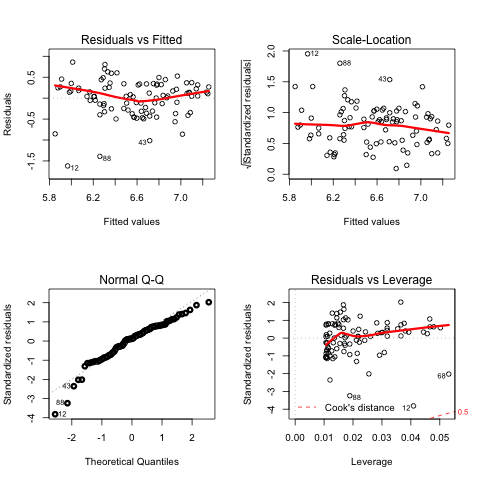 Residuals vs Fitted
Residuals
0.5
-0.5
-1.5
43
88
12
5.8 6.2 6.6 7.0
Fitted values
Scale-Location
√|Standardized residuals|
2.0
1.5
1.0
0.5
0.0
12
88
43
5.8 6.2 6.6 7.0
Fitted values
Normal Q-Q
Standardized residuals
2
1
0
-1
-2
-3
-4
43
88
12
-2 -1 0 1 2
Theoretical Quantiles
Residuals vs Leverage
Standardized residuals
2
1
0
-1
-2
-3
-4
68
88
12
Cook's distance
0.5
0.00 0.01 0.02 0.03 0.04 0.05
Leverage